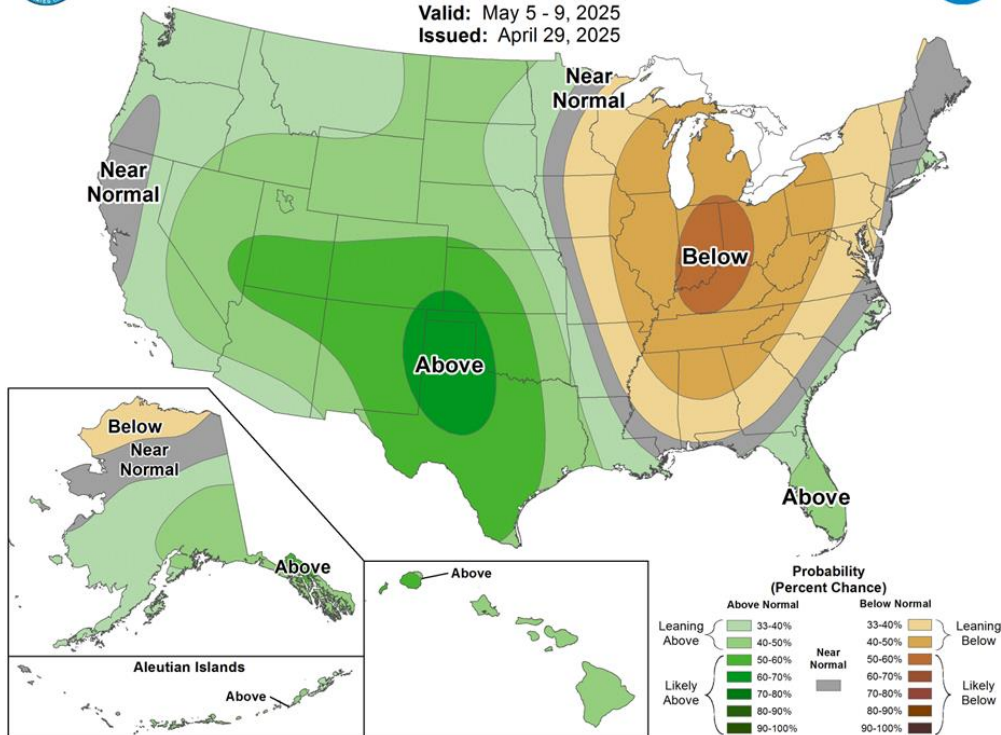 Valid: May 5 - 9, 2025
Issued: April 29, 2025
Near
Normal
Near
Normal
Below
Above
Above
Below
Near
Normal
Above
Above
Aleutian Islands
Above
Probability
(Percent Chance)
Above Normal Below Normal
Leaning
Above
33-40% 33-40%
40-50% 40-50%
Leaning
Below
Near
Normal
Likely
Above
50-60% 50-60%
60-70% 60-70%
70-80% 70-80%
80-90% 80-90%
90-100% 90-100%
Likely
Below